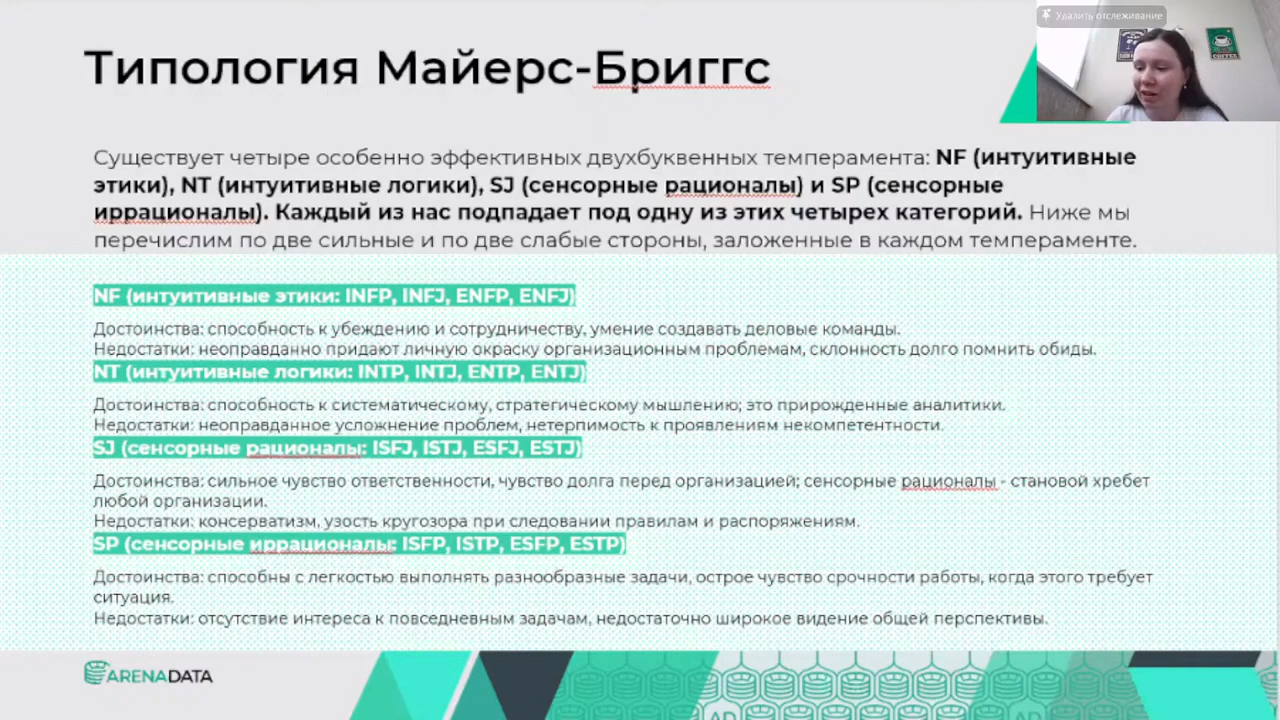 Удалить отслеживание
Типология Майерс-Бриггс
COFFEE
Существует четыре особенно эффективных двухбуквенных темперамента: NF (интуитивные
этики), NT (интуитивные логики), SJ (сенсорные рационалы) и SP (сенсорные
иррационалы). Каждый из нас подпадает под одну из этих четырех категорий. Ниже мы
перечислим по две сильные и по две слабые стороны, заложенные в каждом темпераменте.
NF (интуитивные этики: INFP, INFJ, ENFP, ENFJ)
Достоинства: способность к убеждению и сотрудничеству, умение создавать деловые команды.
Недостатки: неоправданно придают личную окраску организационным проблемам, склонность долго помнить обиды.
NT (интуитивные логики: INTP, INTJ, ENTP, ENTJ)
Достоинства: способность к систематическому, стратегическому мышлению; это прирожденные аналитики.
Недостатки: неоправданное усложнение проблем, нетерпимость к проявлениям некомпетентности.
SJ (сенсорные рационалы: ISFJ, ISTJ, ESFJ, ESTJ)
Достоинства: сильное чувство ответственности, чувство долга перед организацией; сенсорные рационалы - становой хребет
любой организации.
Недостатки: консерватизм, узость кругозора при следовании правилам и распоряжениям.
SP (сенсорные иррационалы: ISFP, ISTP, ESFP, ESTP)
Достоинства: способны с легкостью выполнять разнообразные задачи, острое чувство срочности работы, когда этого требует
ситуация.
Недостатки: отсутствие интереса к повседневным задачам, недостаточно широкое видение общей перспективы.
ARENADATA
AD
AD